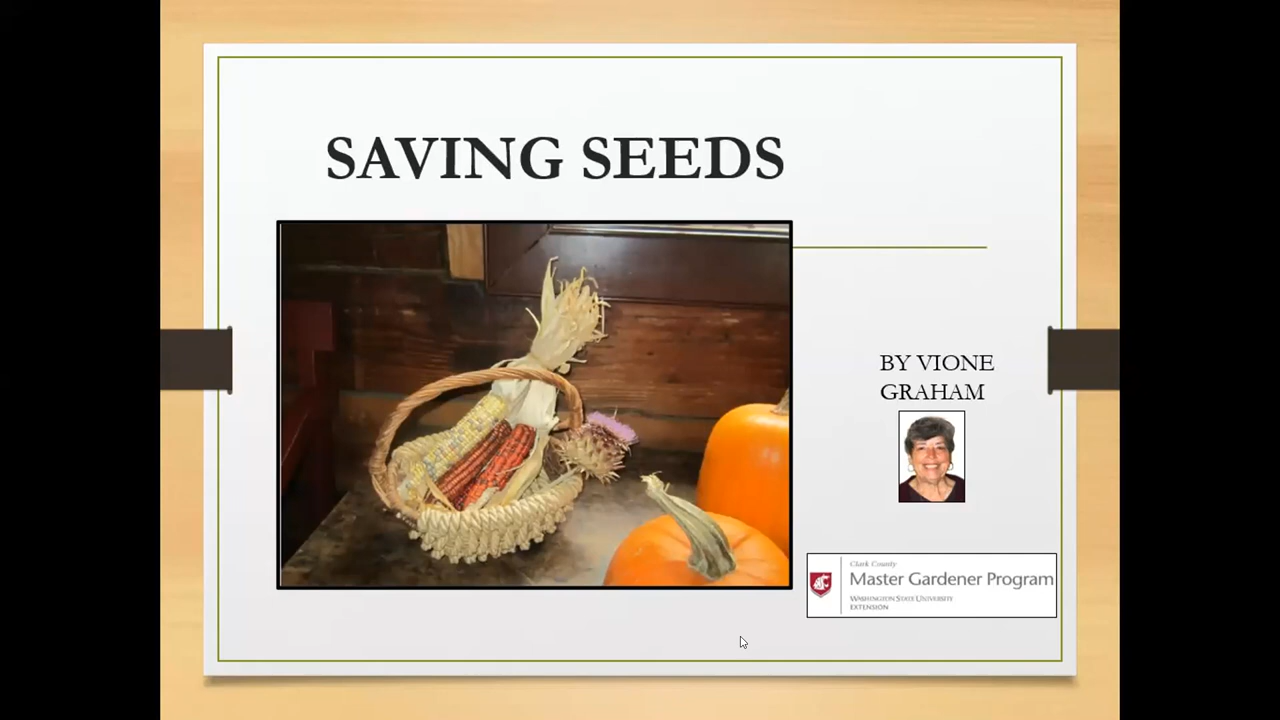 SAVING SEEDS
BY VIONE
GRAHAM
Clark County
Master Gardener Program
WASHINGTON STATE UNIVERSITY
EXTENSION